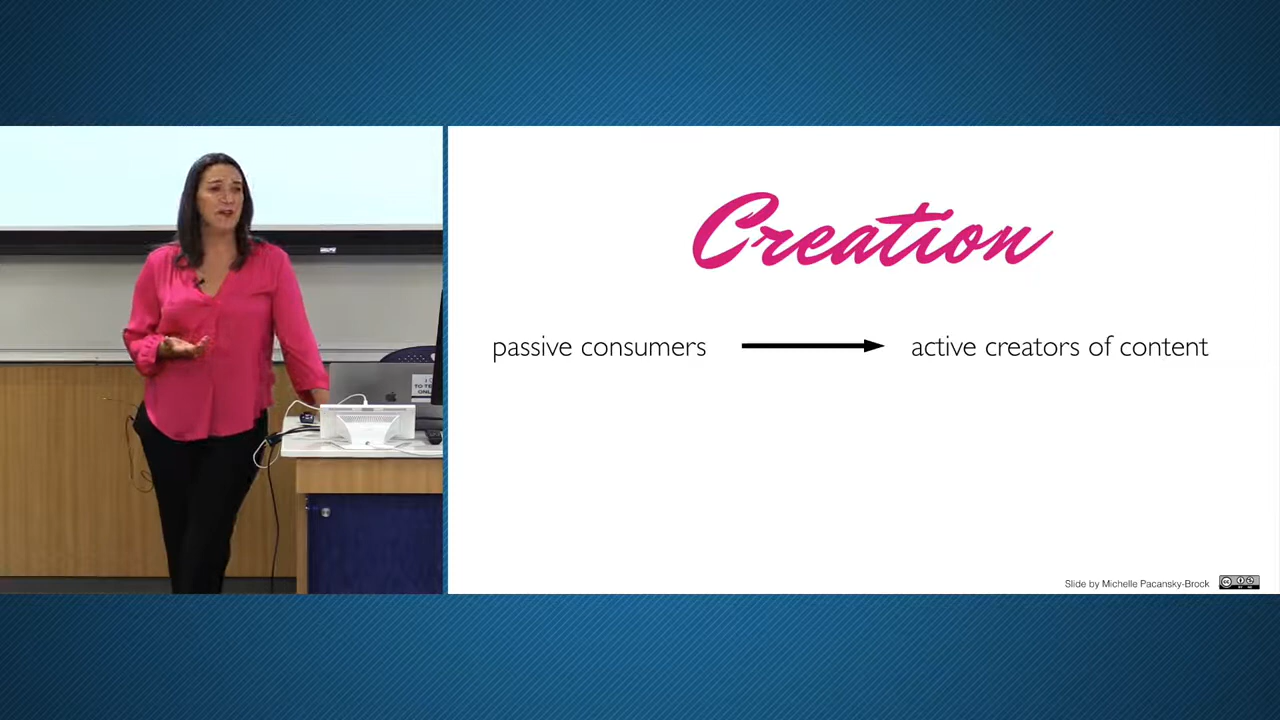 Creation
passive consumers
active creators of content
Slide by Michelle Pacansky-Brock